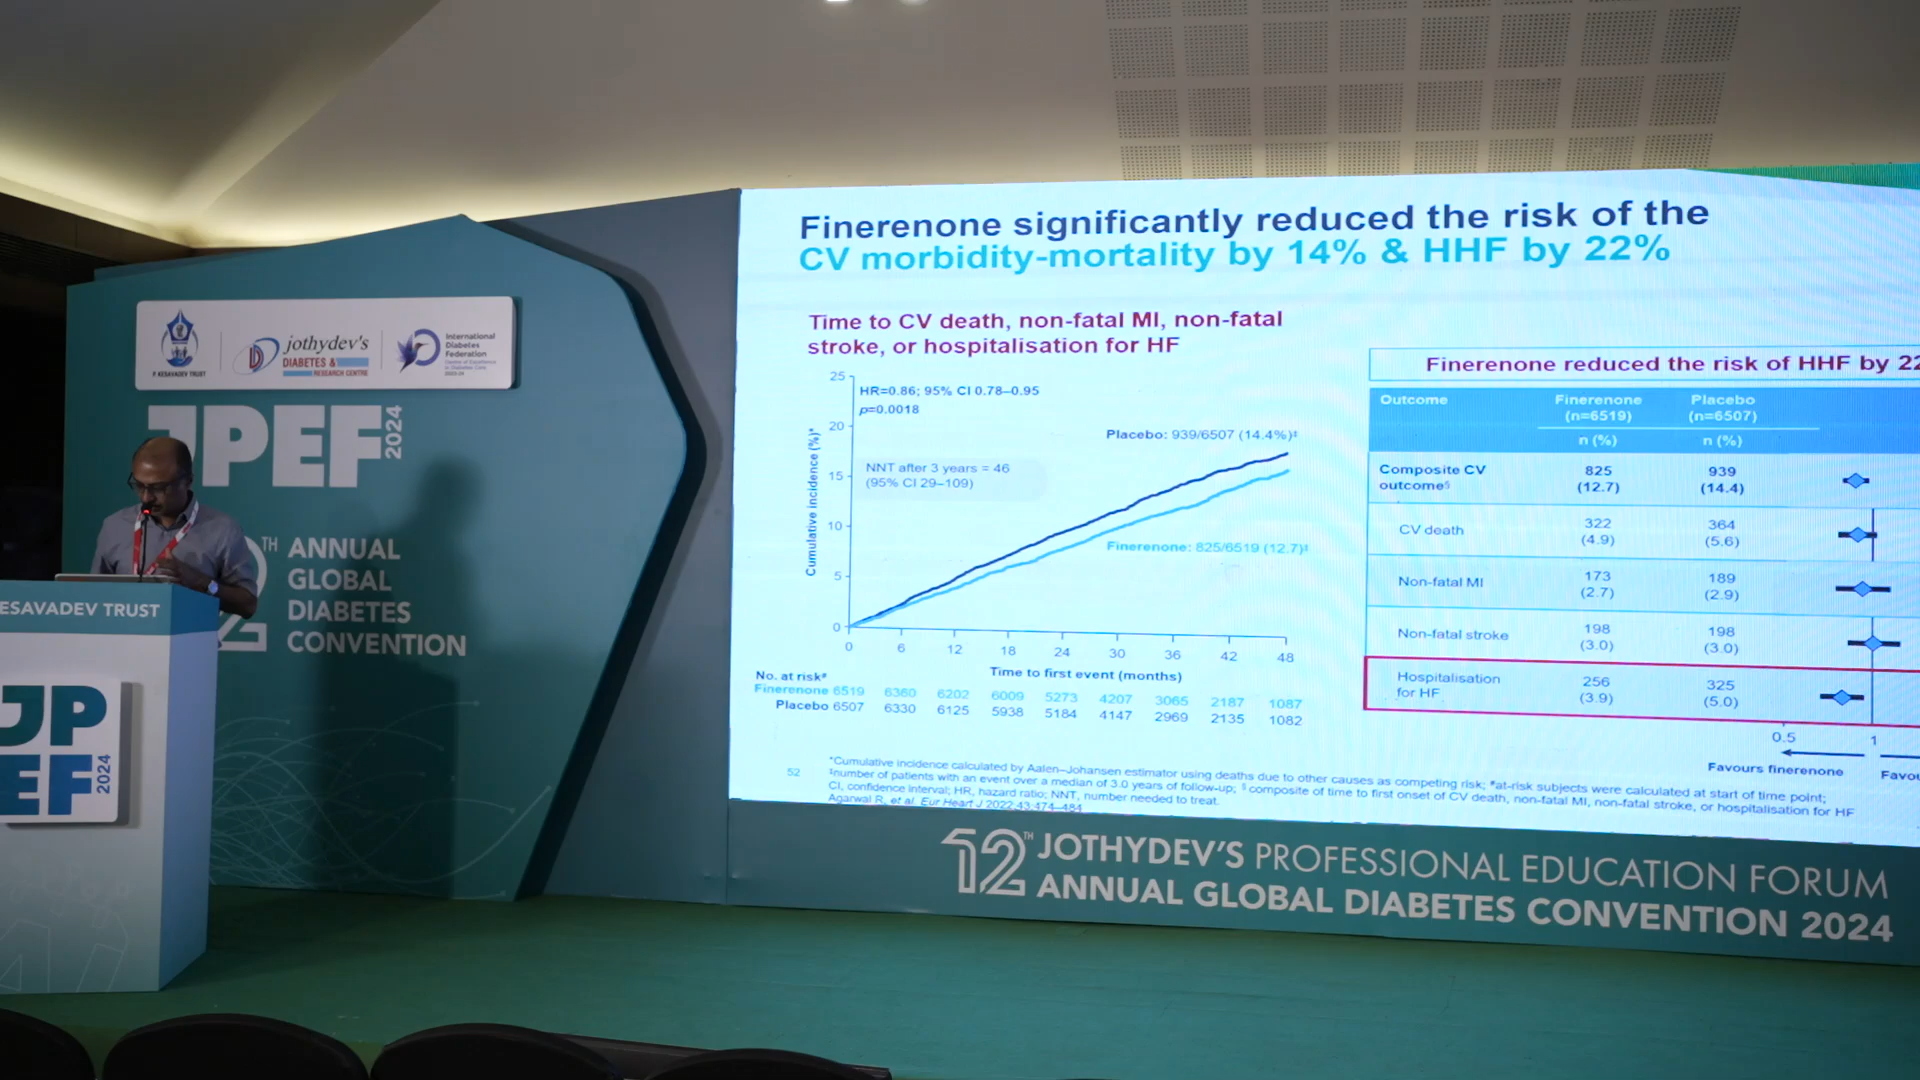 P. KESAVADEV TRUST
jothydev's
DIABETES &
RESEARCH CENTRE
International
Diabetes
Federation
Centre of Excellence
in Diabetes Care
2023-24
JPEF 2024
TH ANNUAL
GLOBAL
DIABETES
CONVENTION
ESAVADEV TRUST
JP
EF 2024
Finerenone significantly reduced the risk of the
CV morbidity-mortality by 14% & HHF by 22%
Time to CV death, non-fatal MI, non-fatal
stroke, or hospitalisation for HF
HR=0.86; 95% CI 0.78–0.95
p=0.0018
NNT after 3 years = 46
(95% CI 29–109)
Placebo: 939/6507 (14.4%)‡
Finerenone: 825/6519 (12.7)‡
Cumulative incidence (%)*
25
20
15
10
5
0
0 6 12 18 24 30 36 42 48
Time to first event (months)
No. at risk#
Finerenone 6519 6360 6202 6009 5273 4207 3065 2187 1087
Placebo 6507 6330 6125 5938 5184 4147 2969 2135 1082
Finerenone reduced the risk of HHF by 22
Outcome Finerenone (n=6519) Placebo (n=6507)
n (%) n (%)
Composite CV outcome§ 825 (12.7) 939 (14.4)
CV death 322 (4.9) 364 (5.6)
Non-fatal MI 173 (2.7) 189 (2.9)
Non-fatal stroke 198 (3.0) 198 (3.0)
Hospitalisation for HF 256 (3.9) 325 (5.0)
0.5 1
Favours finerenone Favou
52
*Cumulative incidence calculated by Aalen–Johansen estimator using deaths due to other causes as competing risk; #at-risk subjects were calculated at start of time point;
‡number of patients with an event over a median of 3.0 years of follow-up; §composite of time to first onset of CV death, non-fatal MI, non-fatal stroke, or hospitalisation for HF
CI, confidence interval; HR, hazard ratio; NNT, number needed to treat.
Agarwal R, et al. Eur Heart J 2022;43:474–484
12TH JOTHYDEV'S PROFESSIONAL EDUCATION FORUM
ANNUAL GLOBAL DIABETES CONVENTION 2024